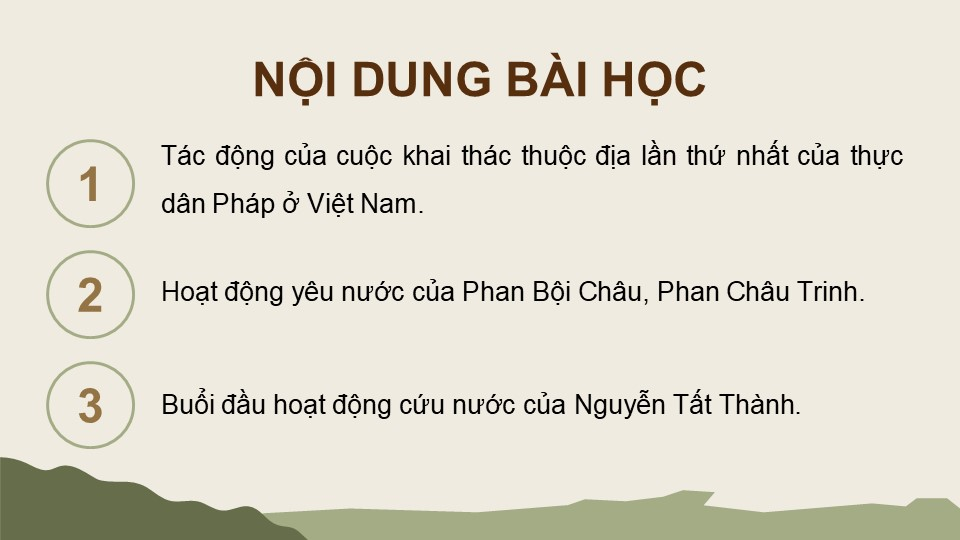 NỘI DUNG BÀI HỌC
1
Tác động của cuộc khai thác thuộc địa lần thứ nhất của thực
dân Pháp ở Việt Nam.
2
Hoạt động yêu nước của Phan Bội Châu, Phan Châu Trinh.
3
Buổi đầu hoạt động cứu nước của Nguyễn Tất Thành.